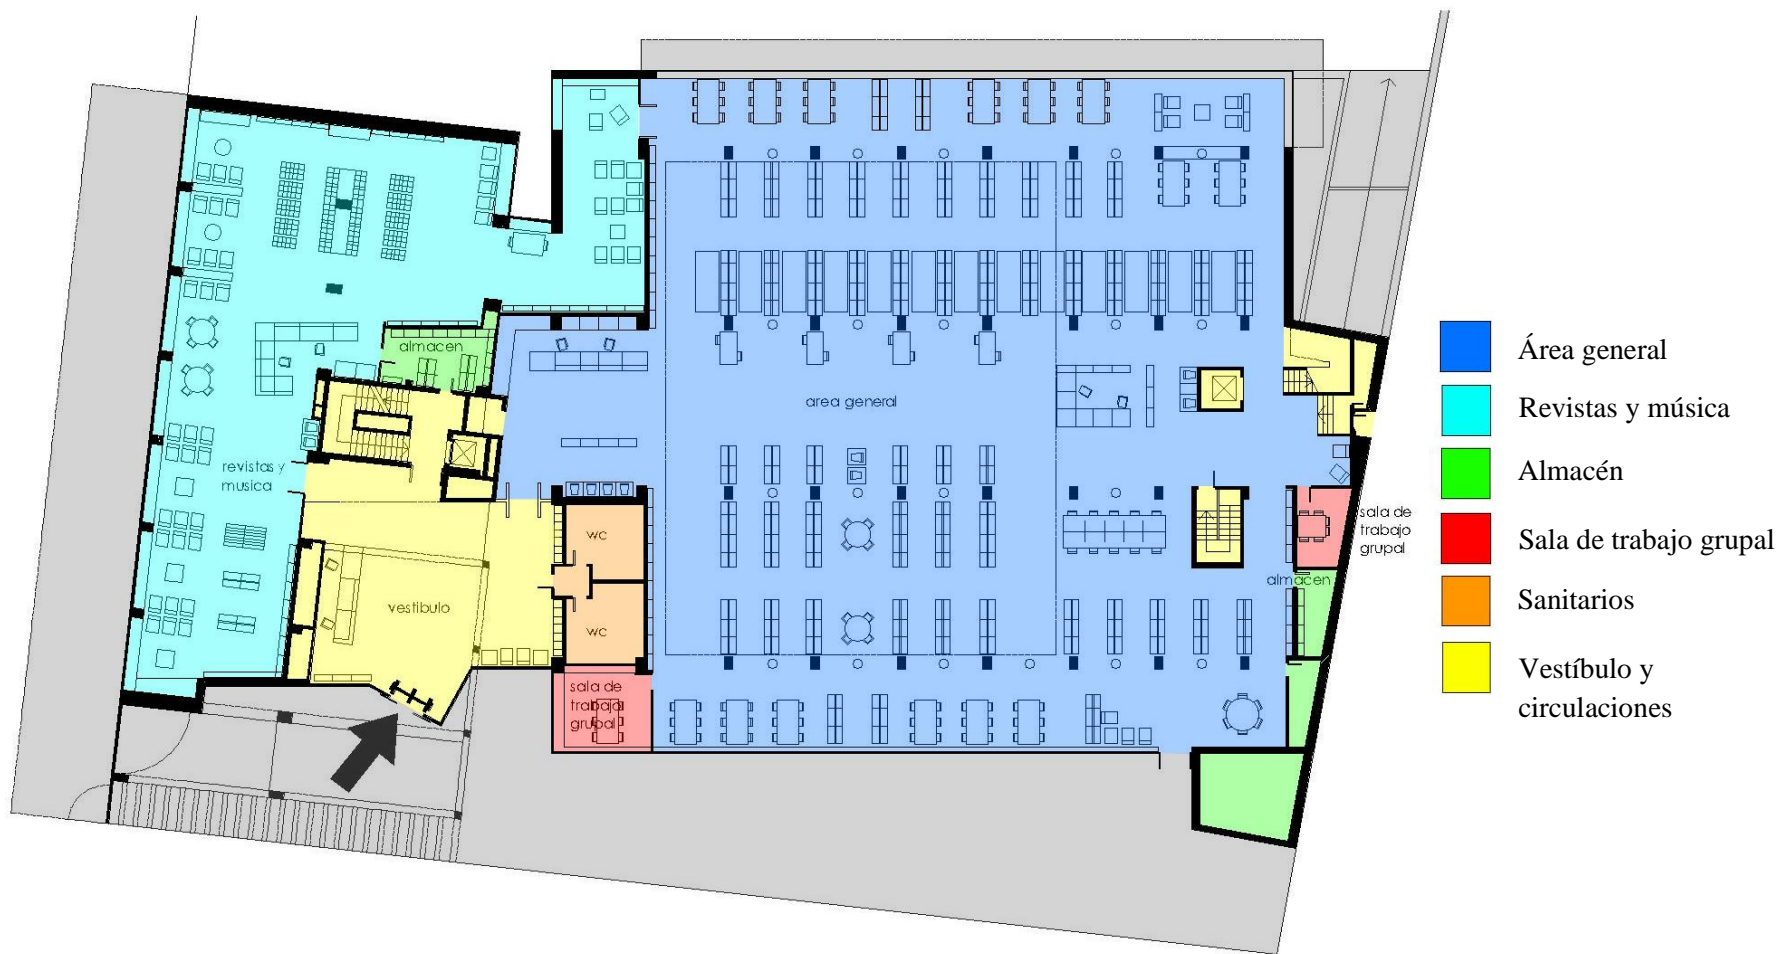 almacen
area general
revistas y
musica
wc
vestibulo
wc
sala de
trabajo
grupal
sala de
trabajo
grupal
almacen
Área general
Revistas y música
Almacén
Sala de trabajo grupal
Sanitarios
Vestíbulo y
circulaciones